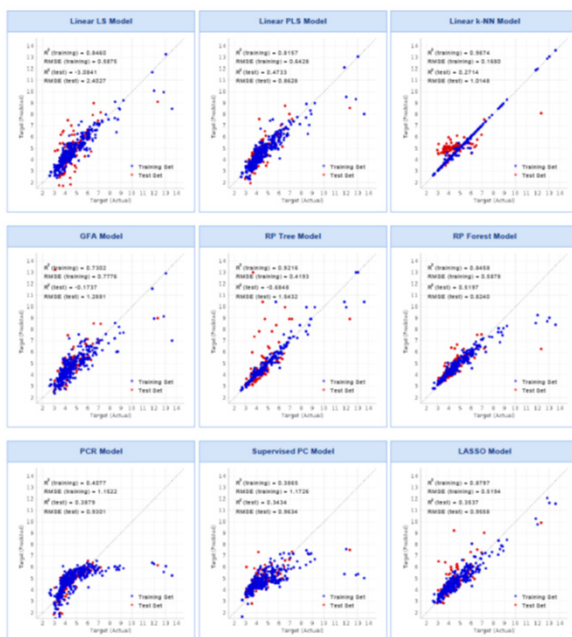 Linear LS Model
R² (training) = 0.8460
RMSE (training) = 0.5875
R² (test) = -3.0841
RMSE (test) = 2.4027
Target (Predicted)
Target (Actual)
Training Set
Test Set
Linear PLS Model
R² (training) = 0.8157
RMSE (training) = 0.6428
R² (test) = 0.4733
RMSE (test) = 0.8628
Target (Predicted)
Target (Actual)
Training Set
Test Set
Linear k-NN Model
R² (training) = 0.9874
RMSE (training) = 0.1680
R² (test) = 0.2714
RMSE (test) = 1.0148
Target (Predicted)
Target (Actual)
Training Set
Test Set
GFA Model
R² (training) = 0.7302
RMSE (training) = 0.7776
R² (test) = -0.1737
RMSE (test) = 1.2881
Target (Predicted)
Target (Actual)
Training Set
Test Set
RP Tree Model
R² (training) = 0.9216
RMSE (training) = 0.4193
R² (test) = -0.6848
RMSE (test) = 1.5432
Target (Predicted)
Target (Actual)
Training Set
Test Set
RP Forest Model
R² (training) = 0.8458
RMSE (training) = 0.5879
R² (test) = 0.5197
RMSE (test) = 0.8240
Target (Predicted)
Target (Actual)
Training Set
Test Set
PCR Model
R² (training) = 0.4077
RMSE (training) = 1.1522
R² (test) = 0.3879
RMSE (test) = 0.9301
Target (Predicted)
Target (Actual)
Training Set
Test Set
Supervised PC Model
R² (training) = 0.3865
RMSE (training) = 1.1726
R² (test) = 0.3434
RMSE (test) = 0.9634
Target (Predicted)
Target (Actual)
Training Set
Test Set
LASSO Model
R² (training) = 0.8797
RMSE (training) = 0.5194
R² (test) = 0.3537
RMSE (test) = 0.9558
Target (Predicted)
Target (Actual)
Training Set
Test Set